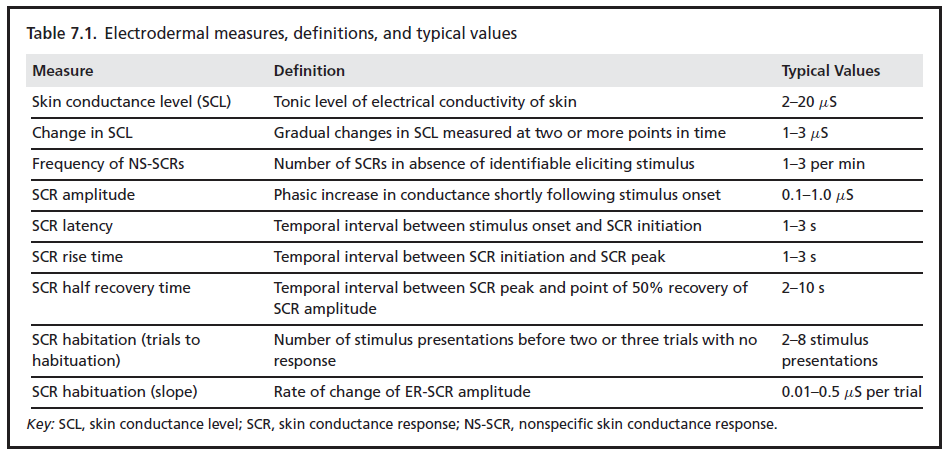 Table 7.1. Electrodermal measures, definitions, and typical values
Measure Definition Typical Values
Skin conductance level (SCL) Tonic level of electrical conductivity of skin 2–20 μS
Change in SCL Gradual changes in SCL measured at two or more points in time 1–3 μS
Frequency of NS-SCRs Number of SCRs in absence of identifiable eliciting stimulus 1–3 per min
SCR amplitude Phasic increase in conductance shortly following stimulus onset 0.1–1.0 μS
SCR latency Temporal interval between stimulus onset and SCR initiation 1–3 s
SCR rise time Temporal interval between SCR initiation and SCR peak 1–3 s
SCR half recovery time Temporal interval between SCR peak and point of 50% recovery of 2–10 s
SCR amplitude
SCR habitation (trials to Number of stimulus presentations before two or three trials with no 2–8 stimulus
habituation) response presentations
SCR habituation (slope) Rate of change of ER-SCR amplitude 0.01–0.5 μS per trial
Key: SCL, skin conductance level; SCR, skin conductance response; NS-SCR, nonspecific skin conductance response.